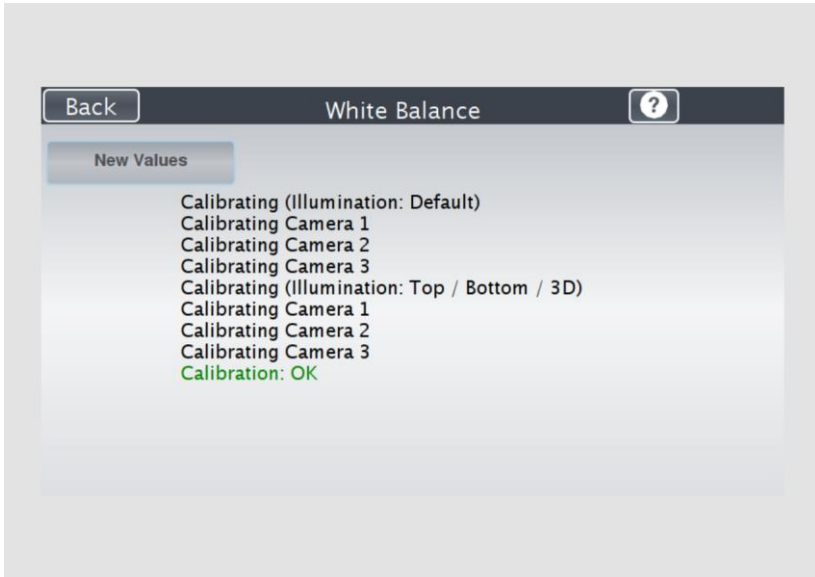 Back
White Balance
?
New Values
Calibrating (Illumination: Default)
Calibrating Camera 1
Calibrating Camera 2
Calibrating Camera 3
Calibrating (Illumination: Top / Bottom / 3D)
Calibrating Camera 1
Calibrating Camera 2
Calibrating Camera 3
Calibration: OK